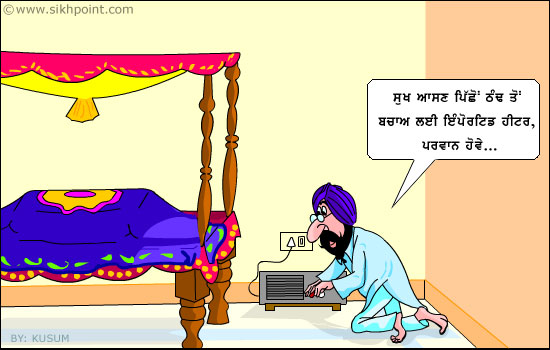 ©www.sikhpoint.com
ਸੁਖ ਆਸਣ ਪਿੱਛੋਂ ਠੰਢ ਤੋਂ
ਬਚਾਅ ਲਈ ਇੰਪੋਰਟਿਡ ਹੀਟਰ,
ਪਰਵਾਨ ਹੋਵੇ...
BY: KUSUM